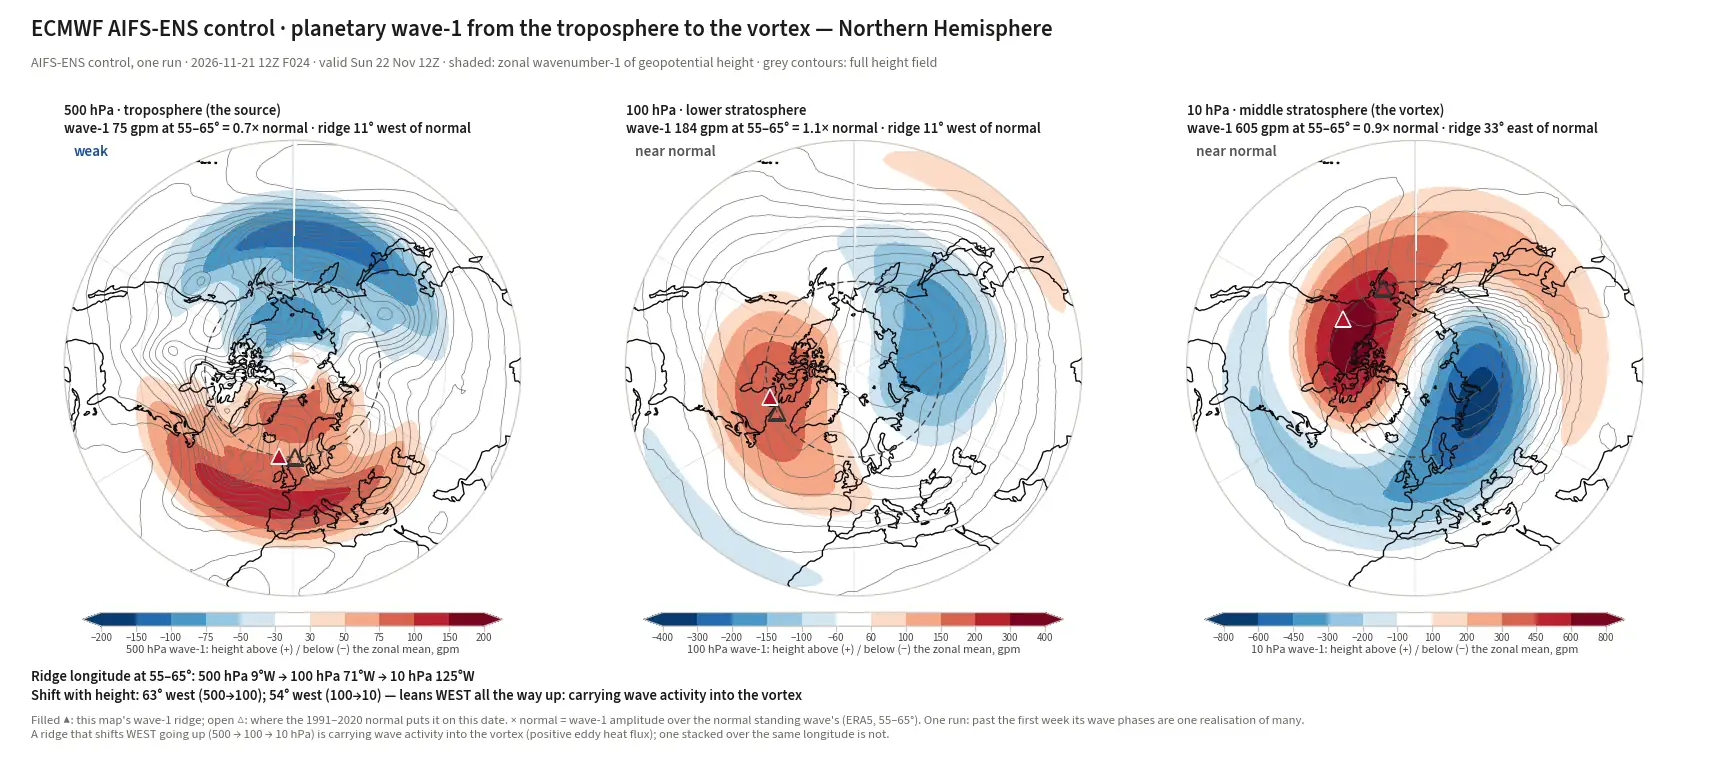 ECMWF AIFS-ENS control · planetary wave-1 from the troposphere to the vortex — Northern Hemisphere
AIFS-ENS control, one run · 2026-11-21 12Z F024 · valid Sun 22 Nov 12Z · shaded: zonal wavenumber-1 of geopotential height · grey contours: full height field
500 hPa · troposphere (the source)
wave-1 75 gpm at 55–65° = 0.7× normal · ridge 11° west of normal
weak
100 hPa · lower stratosphere
wave-1 184 gpm at 55–65° = 1.1× normal · ridge 11° west of normal
near normal
10 hPa · middle stratosphere (the vortex)
wave-1 605 gpm at 55–65° = 0.9× normal · ridge 33° east of normal
near normal
−200 −150 −100 −75 −50 −30 30 50 75 100 150 200
500 hPa wave-1: height above (+) / below (−) the zonal mean, gpm
−400 −300 −200 −150 −100 −60 60 100 150 200 300 400
100 hPa wave-1: height above (+) / below (−) the zonal mean, gpm
−800 −600 −450 −300 −200 −100 100 200 300 450 600 800
10 hPa wave-1: height above (+) / below (−) the zonal mean, gpm
Ridge longitude at 55–65°: 500 hPa 9°W → 100 hPa 71°W → 10 hPa 125°W
Shift with height: 63° west (500→100); 54° west (100→10) — leans WEST all the way up: carrying wave activity into the vortex
Filled ▲: this map's wave-1 ridge; open △: where the 1991–2020 normal puts it on this date. × normal = wave-1 amplitude over the normal standing wave's (ERA5, 55–65°). One run: past the first week its wave phases are one realisation of many.
A ridge that shifts WEST going up (500 → 100 → 10 hPa) is carrying wave activity into the vortex (positive eddy heat flux); one stacked over the same longitude is not.